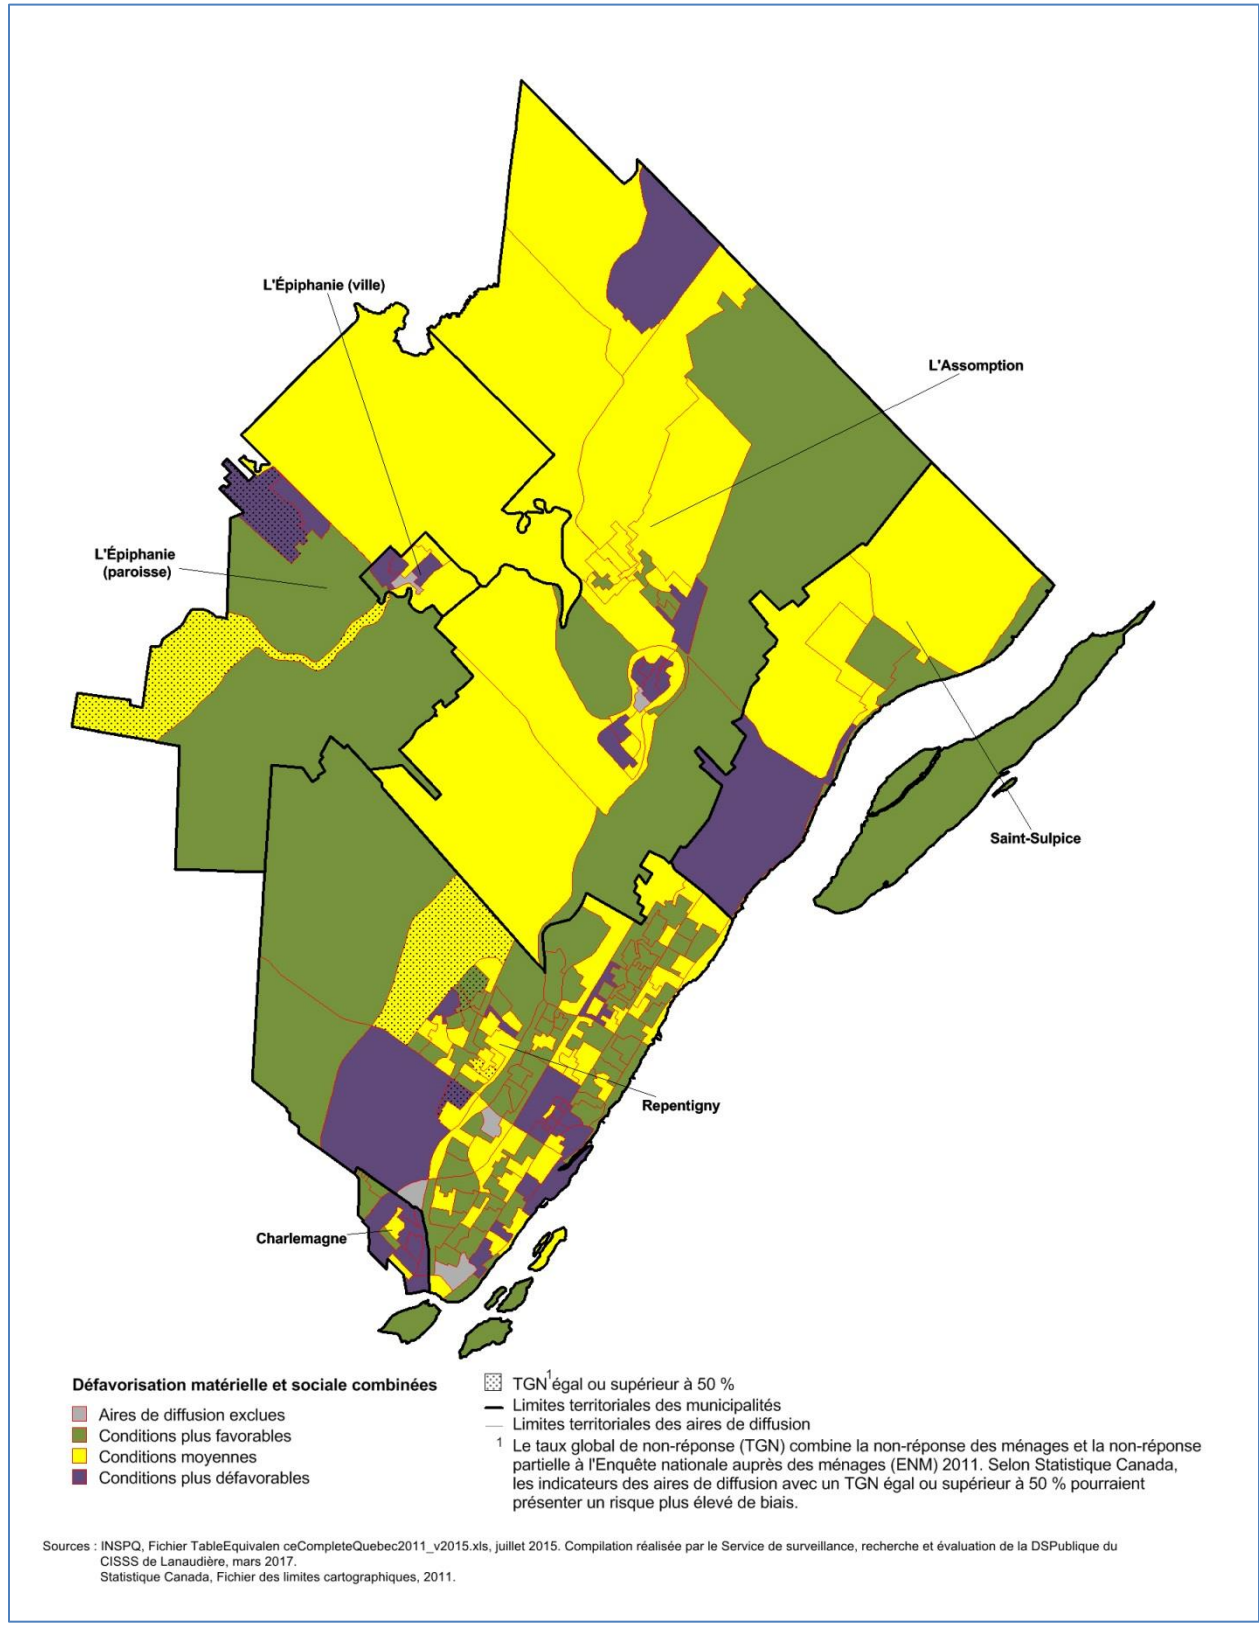 L'Épiphanie (ville)
L'Assomption
L'Épiphanie
(paroisse)
Saint-Sulpice
Repentigny
Charlemagne
Défavorisation matérielle et sociale combinées
Aires de diffusion exclues
Conditions plus favorables
Conditions moyennes
Conditions plus défavorables
TGN¹ égal ou supérieur à 50 %
Limites territoriales des municipalités
Limites territoriales des aires de diffusion
¹ Le taux global de non-réponse (TGN) combine la non-réponse des ménages et la non-réponse
partielle à l'Enquête nationale auprès des ménages (ENM) 2011. Selon Statistique Canada,
les indicateurs des aires de diffusion avec un TGN égal ou supérieur à 50 % pourraient
présenter un risque plus élevé de biais.
Sources : INSPQ, Fichier TableEquivalen ceCompleteQuebec2011_v2015.xls, juillet 2015. Compilation réalisée par le Service de surveillance, recherche et évaluation de la DSPublique du
CISSS de Lanaudière, mars 2017.
Statistique Canada, Fichier des limites cartographiques, 2011.